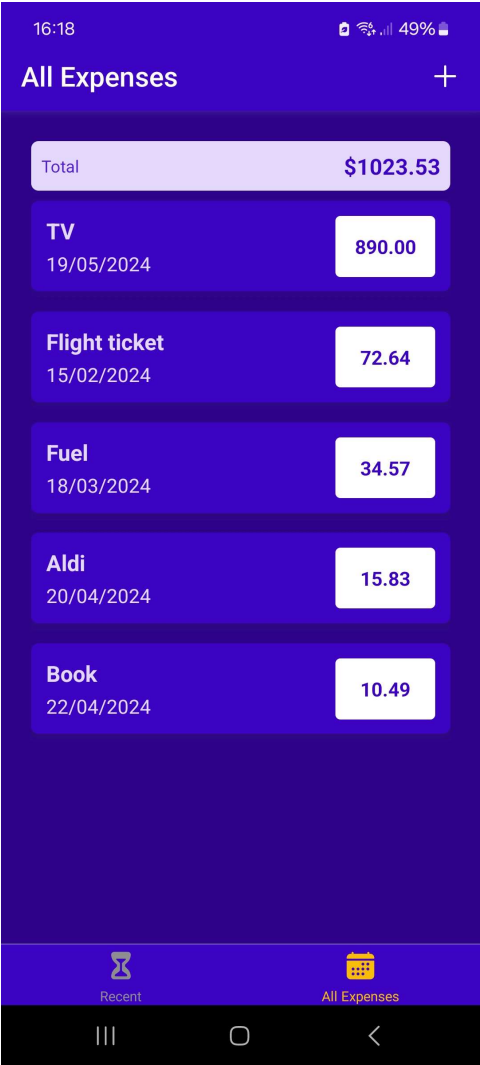 16:18 49%
All Expenses +
Total $1023.53
TV
19/05/2024
890.00
Flight ticket
15/02/2024
72.64
Fuel
18/03/2024
34.57
Aldi
20/04/2024
15.83
Book
22/04/2024
10.49
Recent All Expenses